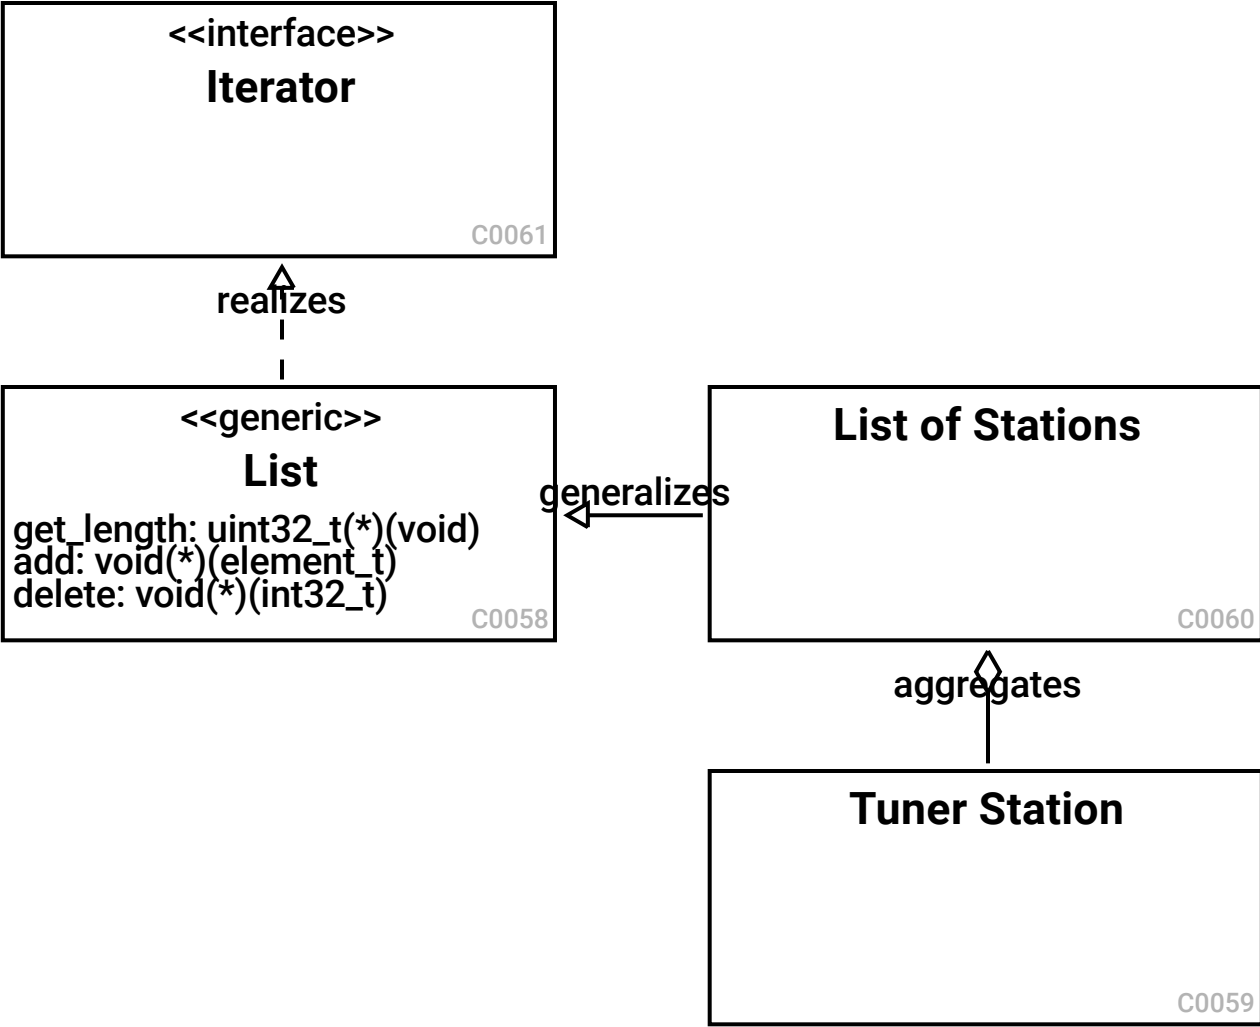 <<interface>>
Iterator
C0061
realizes
<<generic>>
List
get_length: uint32_t(*)(void)
add: void(*)(element_t)
delete: void(*)(int32_t)
C0058
generalizes
List of Stations
C0060
aggregates
Tuner Station
C0059